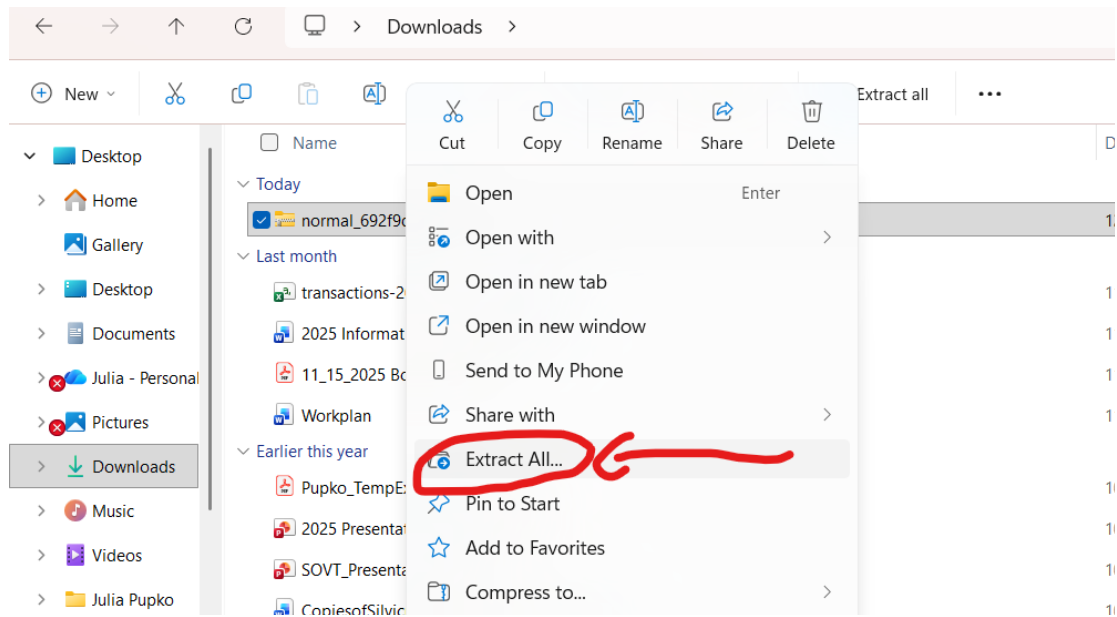 Downloads
New
Extract all
Cut Copy Rename Share Delete
Name
Desktop
Today
Open Enter
Home
normal_692f9
Open with
Gallery
Last month
Open in new tab
Desktop
transactions-2
Open in new window
Documents
2025 Informat
Send to My Phone
Julia - Personal
11_15_2025
Share with
Pictures
Workplan
Extract All...
Downloads
Earlier this year
Pin to Start
Music
Pupko_TempE
Add to Favorites
Videos
2025 Presentat
Compress to...
Julia Pupko
SOVT_Presenta
CopiesofSilvic